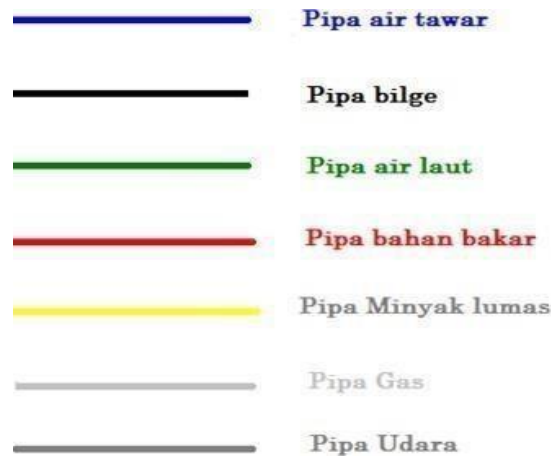 Pipa air tawar
Pipa bilge
Pipa air laut
Pipa bahan bakar
Pipa Minyak lumas
Pipa Gas
Pipa Udara